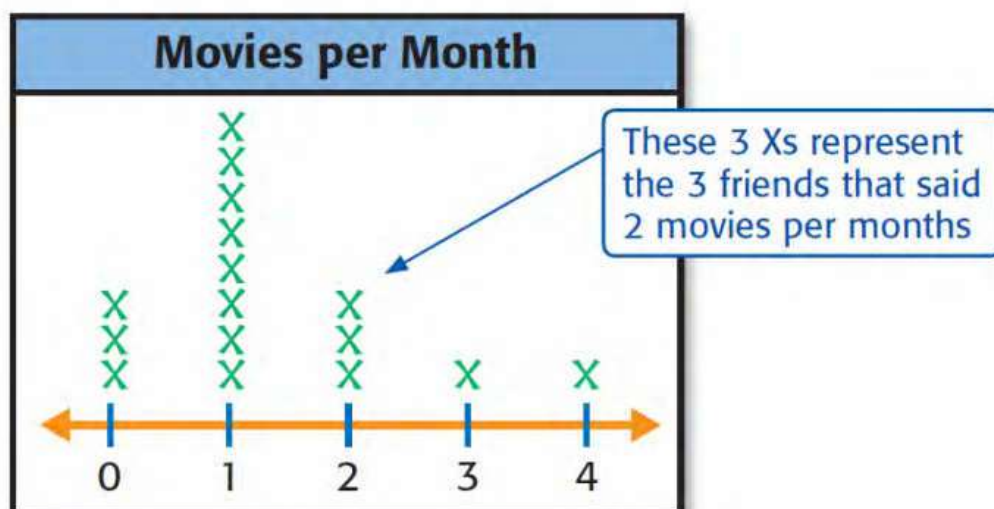 Movies per Month
These 3 Xs represent
the 3 friends that said
2 movies per months
X
X
X
X
X
X X X
X X X
X X X X X
0 1 2 3 4